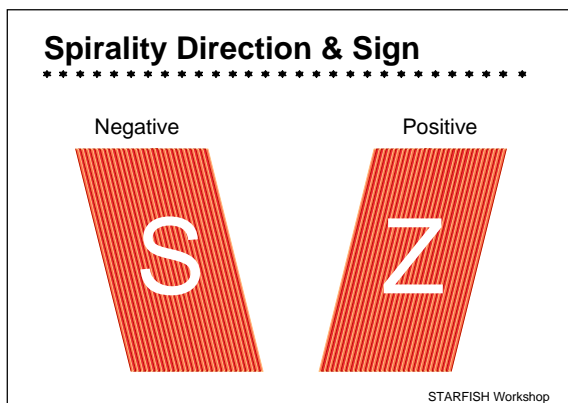 Spirality Direction & Sign
Negative Positive
S Z
STARFISH Workshop